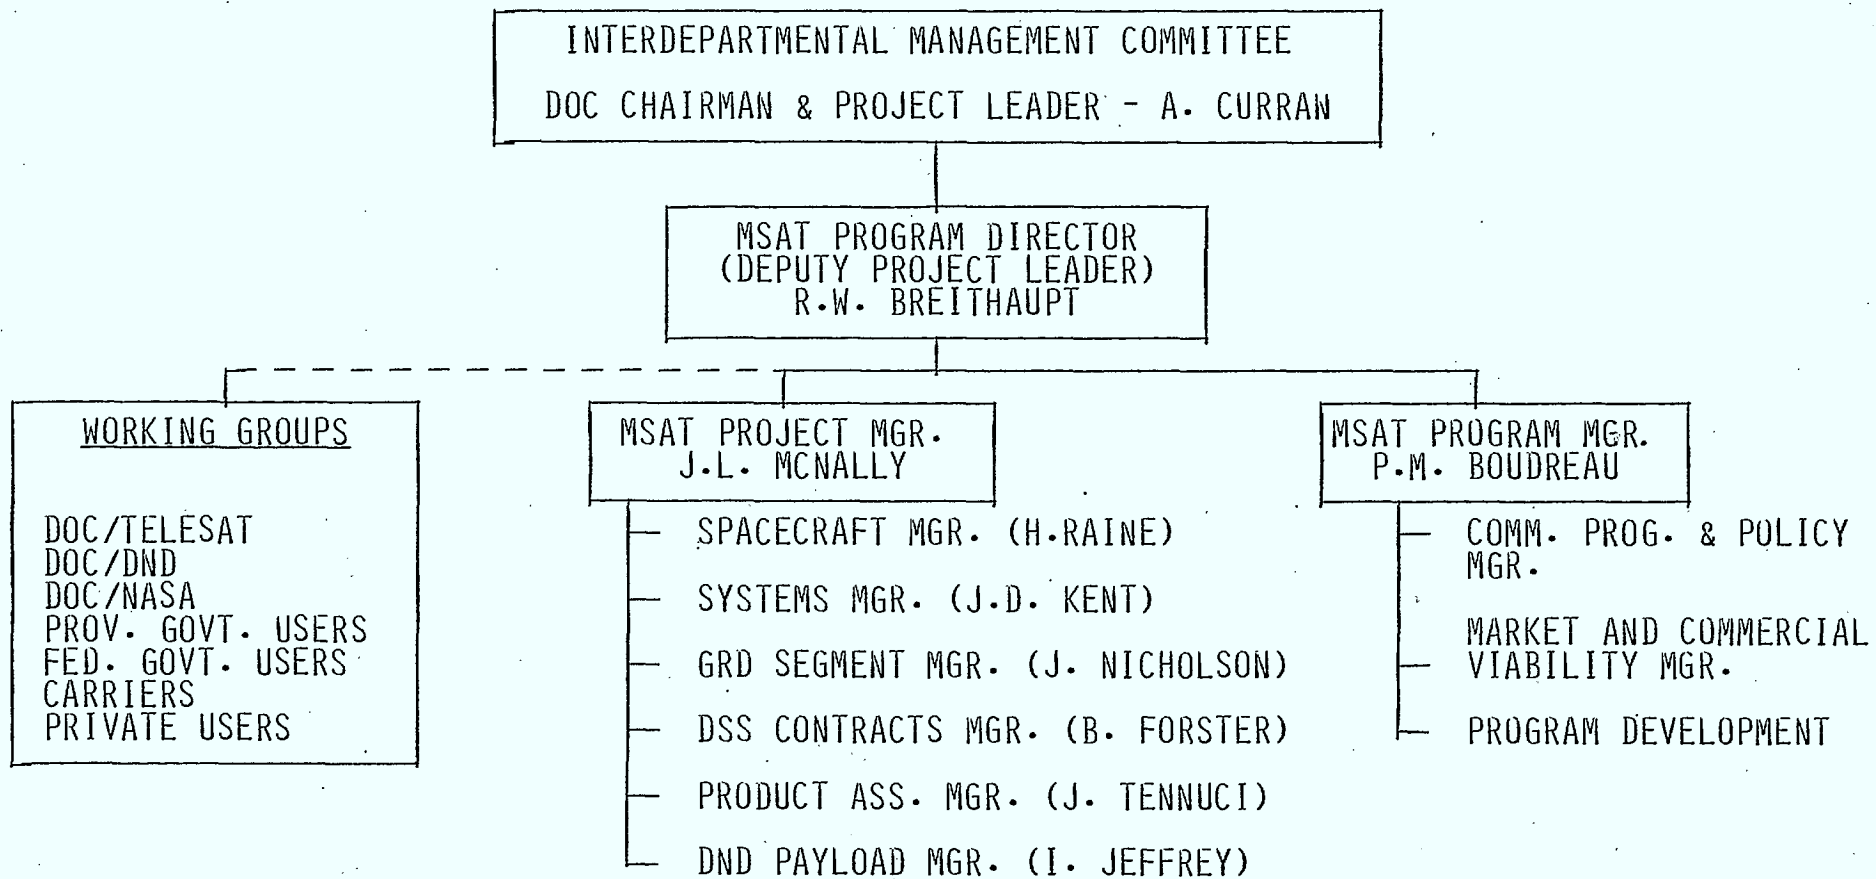 INTERDEPARTMENTAL MANAGEMENT COMMITTEE
DOC CHAIRMAN & PROJECT LEADER - A. CURRAN
MSAT PROGRAM DIRECTOR
(DEPUTY PROJECT LEADER)
R.W. BREITHAUPT
WORKING GROUPS
DOC/TELESAT
DOC/DND
DOC/NASA
PROV. GOVT. USERS
FED. GOVT. USERS
CARRIERS
PRIVATE USERS
MSAT PROJECT MGR.
J.L. MCNALLY
SPACECRAFT MGR. (H.RAINE)
SYSTEMS MGR. (J.D. KENT)
GRD SEGMENT MGR. (J. NICHOLSON)
DSS CONTRACTS MGR. (B. FORSTER)
PRODUCT ASS. MGR. (J. TENNUCI)
DND PAYLOAD MGR. (I. JEFFREY)
MSAT PROGRAM MGR.
P.M. BOUDREAU
COMM. PROG. & POLICY
MGR.
MARKET AND COMMERCIAL
VIABILITY MGR.
PROGRAM DEVELOPMENT